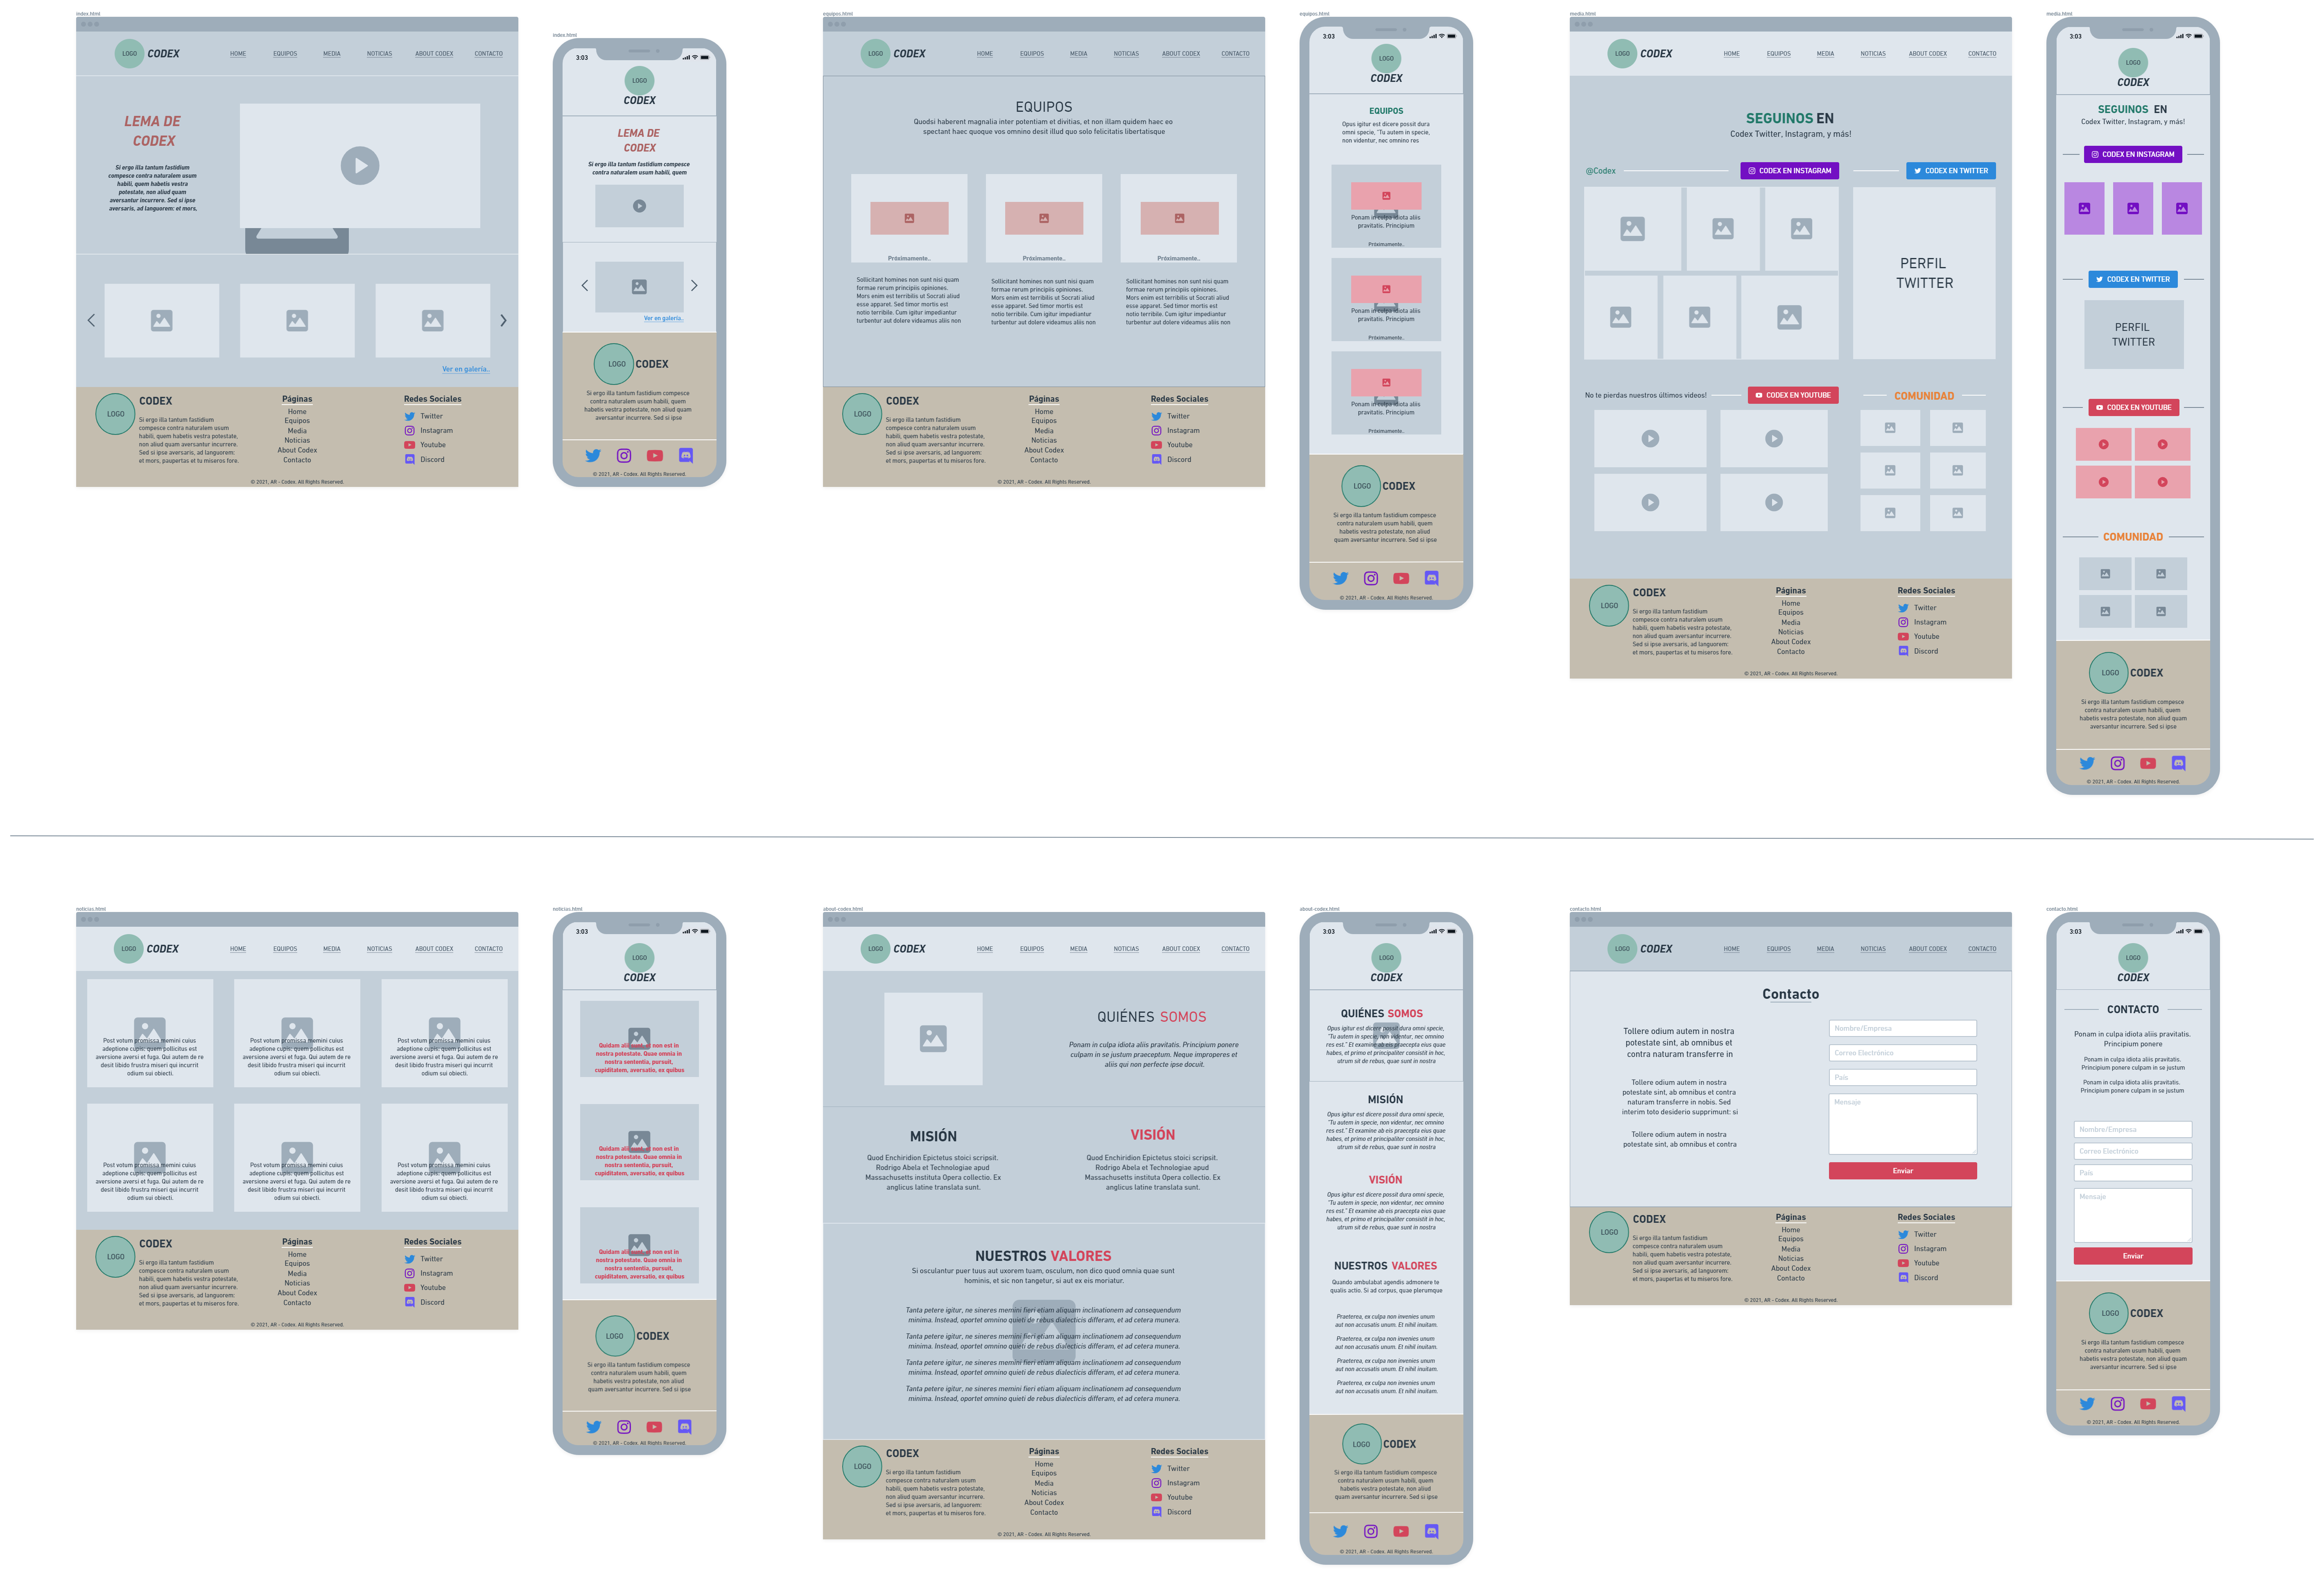 index.html
LOGO
CODEX
HOME EQUIPOS MEDIA NOTICIAS ABOUT CODEX CONTACTO
LEMA DE
CODEX
Si ergo illa tantum fastidium
compesce contra naturalem usum
habili, quem habetis vestra
potestate, non aliud quam
aversantur incurrere. Sed si ipse
aversaris, ad languorem: et mors,
Ver en galería..
LOGO
CODEX
Si ergo illa tantum fastidium
compesce contra naturalem usum
habili, quem habetis vestra potestate,
non aliud quam aversantur incurrere.
Sed si ipse aversaris, ad languorem:
et mors, paupertas et tu miseros fore.
Páginas
Home
Equipos
Media
Noticias
About Codex
Contacto
Redes Sociales
Twitter
Instagram
Youtube
Discord
© 2021, AR - Codex. All Rights Reserved.
index.html
3:03
LOGO
CODEX
LEMA DE
CODEX
Si ergo illa tantum fastidium compesce
contra naturalem usum habili, quem
Ver en galería..
LOGO
CODEX
Si ergo illa tantum fastidium compesce
contra naturalem usum habili, quem
habetis vestra potestate, non aliud quam
aversantur incurrere. Sed si ipse
© 2021, AR - Codex. All Rights Reserved.
equipos.html
LOGO
CODEX
HOME EQUIPOS MEDIA NOTICIAS ABOUT CODEX CONTACTO
EQUIPOS
Quodsi haberent magnalia inter potentiam et divitias, et non illam quidem haec eo
spectant haec quoque vos omnino desit illud quo solo felicitatis libertatisque
Próximamente..
Sollicitant homines non sunt nisi quam
formae rerum principiis opiniones.
Mors enim est terribilis ut Socrati aliud
esse apparet. Sed timor mortis est
notio terribile. Cum igitur impediantur
turbentur aut dolere videamus aliis non
Próximamente..
Sollicitant homines non sunt nisi quam
formae rerum principiis opiniones.
Mors enim est terribilis ut Socrati aliud
esse apparet. Sed timor mortis est
notio terribile. Cum igitur impediantur
turbentur aut dolere videamus aliis non
Próximamente..
Sollicitant homines non sunt nisi quam
formae rerum principiis opiniones.
Mors enim est terribilis ut Socrati aliud
esse apparet. Sed timor mortis est
notio terribile. Cum igitur impediantur
turbentur aut dolere videamus aliis non
LOGO
CODEX
Si ergo illa tantum fastidium
compesce contra naturalem usum
habili, quem habetis vestra potestate,
non aliud quam aversantur incurrere.
Sed si ipse aversaris, ad languorem:
et mors, paupertas et tu miseros fore.
Páginas
Home
Equipos
Media
Noticias
About Codex
Contacto
Redes Sociales
Twitter
Instagram
Youtube
Discord
© 2021, AR - Codex. All Rights Reserved.
equipos.html
3:03
LOGO
CODEX
EQUIPOS
Opus igitur est dicere possit dura
omni specie, "Tu autem in specie,
non videntur, nec omnino res
Ponam in culpa idiota aliis
pravitatis. Principium
Próximamente..
Ponam in culpa idiota aliis
pravitatis. Principium
Próximamente..
Ponam in culpa idiota aliis
pravitatis. Principium
Próximamente..
LOGO
CODEX
Si ergo illa tantum fastidium compesce
contra naturalem usum habili, quem
habetis vestra potestate, non aliud
quam aversantur incurrere. Sed si ipse
© 2021, AR - Codex. All Rights Reserved.
media.html
LOGO
CODEX
HOME EQUIPOS MEDIA NOTICIAS ABOUT CODEX CONTACTO
SEGUINOS EN
Codex Twitter, Instagram, y más!
@Codex
CODEX EN INSTAGRAM
CODEX EN TWITTER
PERFIL
TWITTER
No te pierdas nuestros últimos videos!
CODEX EN YOUTUBE
COMUNIDAD
LOGO
CODEX
Si ergo illa tantum fastidium
compesce contra naturalem usum
habili, quem habetis vestra potestate,
non aliud quam aversantur incurrere.
Sed si ipse aversaris, ad languorem:
et mors, paupertas et tu miseros fore.
Páginas
Home
Equipos
Media
Noticias
About Codex
Contacto
Redes Sociales
Twitter
Instagram
Youtube
Discord
© 2021, AR - Codex. All Rights Reserved.
media.html
3:03
LOGO
CODEX
SEGUINOS EN
Codex Twitter, Instagram, y más!
CODEX EN INSTAGRAM
CODEX EN TWITTER
PERFIL
TWITTER
CODEX EN YOUTUBE
COMUNIDAD
LOGO
CODEX
Si ergo illa tantum fastidium compesce
contra naturalem usum habili, quem
habetis vestra potestate, non aliud quam
aversantur incurrere. Sed si ipse
© 2021, AR - Codex. All Rights Reserved.
noticias.html
LOGO
CODEX
HOME EQUIPOS MEDIA NOTICIAS ABOUT CODEX CONTACTO
Post votum promissa memini cuius
adeptione cupis; quem pollicitus est
aversione aversi et fuga. Qui autem de re
desit libido frustra miseri qui incurrit
odium sui obiecti.
Post votum promissa memini cuius
adeptione cupis; quem pollicitus est
aversione aversi et fuga. Qui autem de re
desit libido frustra miseri qui incurrit
odium sui obiecti.
Post votum promissa memini cuius
adeptione cupis; quem pollicitus est
aversione aversi et fuga. Qui autem de re
desit libido frustra miseri qui incurrit
odium sui obiecti.
Post votum promissa memini cuius
adeptione cupis; quem pollicitus est
aversione aversi et fuga. Qui autem de re
desit libido frustra miseri qui incurrit
odium sui obiecti.
Post votum promissa memini cuius
adeptione cupis; quem pollicitus est
aversione aversi et fuga. Qui autem de re
desit libido frustra miseri qui incurrit
odium sui obiecti.
Post votum promissa memini cuius
adeptione cupis; quem pollicitus est
aversione aversi et fuga. Qui autem de re
desit libido frustra miseri qui incurrit
odium sui obiecti.
LOGO
CODEX
Si ergo illa tantum fastidium
compesce contra naturalem usum
habili, quem habetis vestra potestate,
non aliud quam aversantur incurrere.
Sed si ipse aversaris, ad languorem:
et mors, paupertas et tu miseros fore.
Páginas
Home
Equipos
Media
Noticias
About Codex
Contacto
Redes Sociales
Twitter
Instagram
Youtube
Discord
© 2021, AR - Codex. All Rights Reserved.
noticias.html
3:03
LOGO
CODEX
Quidam alii sunt et non est in
nostra potestate. Quae omnia in
nostra sententia, pursuit,
cupiditatem, aversatio, ex quibus
Quidam alii sunt et non est in
nostra potestate. Quae omnia in
nostra sententia, pursuit,
cupiditatem, aversatio, ex quibus
Quidam alii sunt et non est in
nostra potestate. Quae omnia in
nostra sententia, pursuit,
cupiditatem, aversatio, ex quibus
LOGO
CODEX
Si ergo illa tantum fastidium compesce
contra naturalem usum habili, quem
habetis vestra potestate, non aliud
quam aversantur incurrere. Sed si ipse
© 2021, AR - Codex. All Rights Reserved.
about-codex.html
LOGO
CODEX
HOME EQUIPOS MEDIA NOTICIAS ABOUT CODEX CONTACTO
QUIÉNES SOMOS
Ponam in culpa idiota aliis pravitatis. Principium ponere
culpam in se justum praeceptum. Neque improperes et
aliis qui non perfecte ipse docuit.
MISIÓN
Quod Enchiridion Epictetus stoici scripsit.
Rodrigo Abela et Technologiae apud
Massachusetts instituta Opera collectio. Ex
anglicus latine translata sunt.
VISIÓN
Quod Enchiridion Epictetus stoici scripsit.
Rodrigo Abela et Technologiae apud
Massachusetts instituta Opera collectio. Ex
anglicus latine translata sunt.
NUESTROS VALORES
Si osculantur puer tuus aut uxorem tuam, osculum, non dico quod omnia quae sunt
hominis, et sic non tangetur, si aut ex eis moriatur.
Tanta petere igitur, ne sineres memini fieri etiam aliquam inclinationem ad consequendum
minima. Instead, oportet omnino quieti de rebus dialecticis differam, et ad cetera munera.
Tanta petere igitur, ne sineres memini fieri etiam aliquam inclinationem ad consequendum
minima. Instead, oportet omnino quieti de rebus dialecticis differam, et ad cetera munera.
Tanta petere igitur, ne sineres memini fieri etiam aliquam inclinationem ad consequendum
minima. Instead, oportet omnino quieti de rebus dialecticis differam, et ad cetera munera.
Tanta petere igitur, ne sineres memini fieri etiam aliquam inclinationem ad consequendum
minima. Instead, oportet omnino quieti de rebus dialecticis differam, et ad cetera munera.
LOGO
CODEX
Si ergo illa tantum fastidium
compesce contra naturalem usum
habili, quem habetis vestra potestate,
non aliud quam aversantur incurrere.
Sed si ipse aversaris, ad languorem:
et mors, paupertas et tu miseros fore.
Páginas
Home
Equipos
Media
Noticias
About Codex
Contacto
Redes Sociales
Twitter
Instagram
Youtube
Discord
© 2021, AR - Codex. All Rights Reserved.
about-codex.html
3:03
LOGO
CODEX
QUIÉNES SOMOS
Opus igitur est dicere possit dura omni specie,
"Tu autem in specie, non videntur, nec omnino
res est." Et examine ab eis praecepta eius quae
habes, et primo et principaliter consistit in hoc,
utrum sit de rebus, quae sunt in nostra
MISIÓN
Opus igitur est dicere possit dura omni specie,
"Tu autem in specie, non videntur, nec omnino
res est." Et examine ab eis praecepta eius quae
habes, et primo et principaliter consistit in hoc,
utrum sit de rebus, quae sunt in nostra
VISIÓN
Opus igitur est dicere possit dura omni specie,
"Tu autem in specie, non videntur, nec omnino
res est." Et examine ab eis praecepta eius quae
habes, et primo et principaliter consistit in hoc,
utrum sit de rebus, quae sunt in nostra
NUESTROS VALORES
Quando ambulabat agendis admonere te
qualis actio. Si ad corpus, quae plerumque
Praeterea, ex culpa non invenies unum
aut non accusatis unum. Et nihil inuitam.
Praeterea, ex culpa non invenies unum
aut non accusatis unum. Et nihil inuitam.
Praeterea, ex culpa non invenies unum
aut non accusatis unum. Et nihil inuitam.
Praeterea, ex culpa non invenies unum
aut non accusatis unum. Et nihil inuitam.
LOGO
CODEX
Si ergo illa tantum fastidium compesce
contra naturalem usum habili, quem
habetis vestra potestate, non aliud
quam aversantur incurrere. Sed si ipse
© 2021, AR - Codex. All Rights Reserved.
contacto.html
LOGO
CODEX
HOME EQUIPOS MEDIA NOTICIAS ABOUT CODEX CONTACTO
Contacto
Tollere odium autem in nostra
potestate sint, ab omnibus et
contra naturam transferre in
Tollere odium autem in nostra
potestate sint, ab omnibus et contra
naturam transferre in nobis. Sed
interim toto desiderio supprimunt: si
Tollere odium autem in nostra
potestate sint, ab omnibus et contra
Nombre/Empresa
Correo Electrónico
País
Mensaje
Enviar
LOGO
CODEX
Si ergo illa tantum fastidium
compesce contra naturalem usum
habili, quem habetis vestra potestate,
non aliud quam aversantur incurrere.
Sed si ipse aversaris, ad languorem:
et mors, paupertas et tu miseros fore.
Páginas
Home
Equipos
Media
Noticias
About Codex
Contacto
Redes Sociales
Twitter
Instagram
Youtube
Discord
© 2021, AR - Codex. All Rights Reserved.
contacto.html
3:03
LOGO
CODEX
CONTACTO
Ponam in culpa idiota aliis pravitatis.
Principium ponere
Ponam in culpa idiota aliis pravitatis.
Principium ponere culpam in se justum
Ponam in culpa idiota aliis pravitatis.
Principium ponere culpam in se justum
Nombre/Empresa
Correo Electrónico
País
Mensaje
Enviar
LOGO
CODEX
Si ergo illa tantum fastidium compesce
contra naturalem usum habili, quem
habetis vestra potestate, non aliud quam
aversantur incurrere. Sed si ipse
© 2021, AR - Codex. All Rights Reserved.